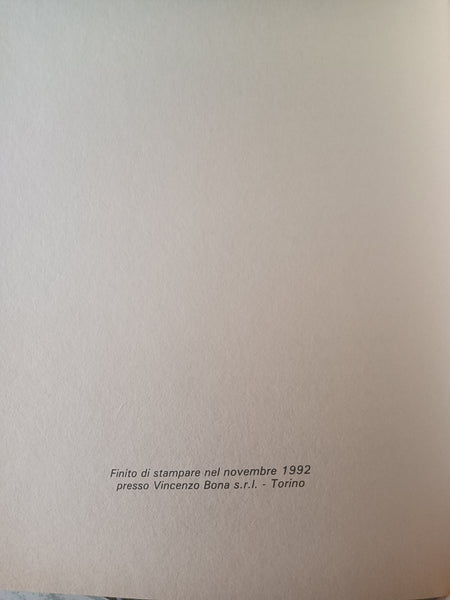 Finito di stampare nel novembre 1992
presso Vincenzo Bona s.r.l. - Torino